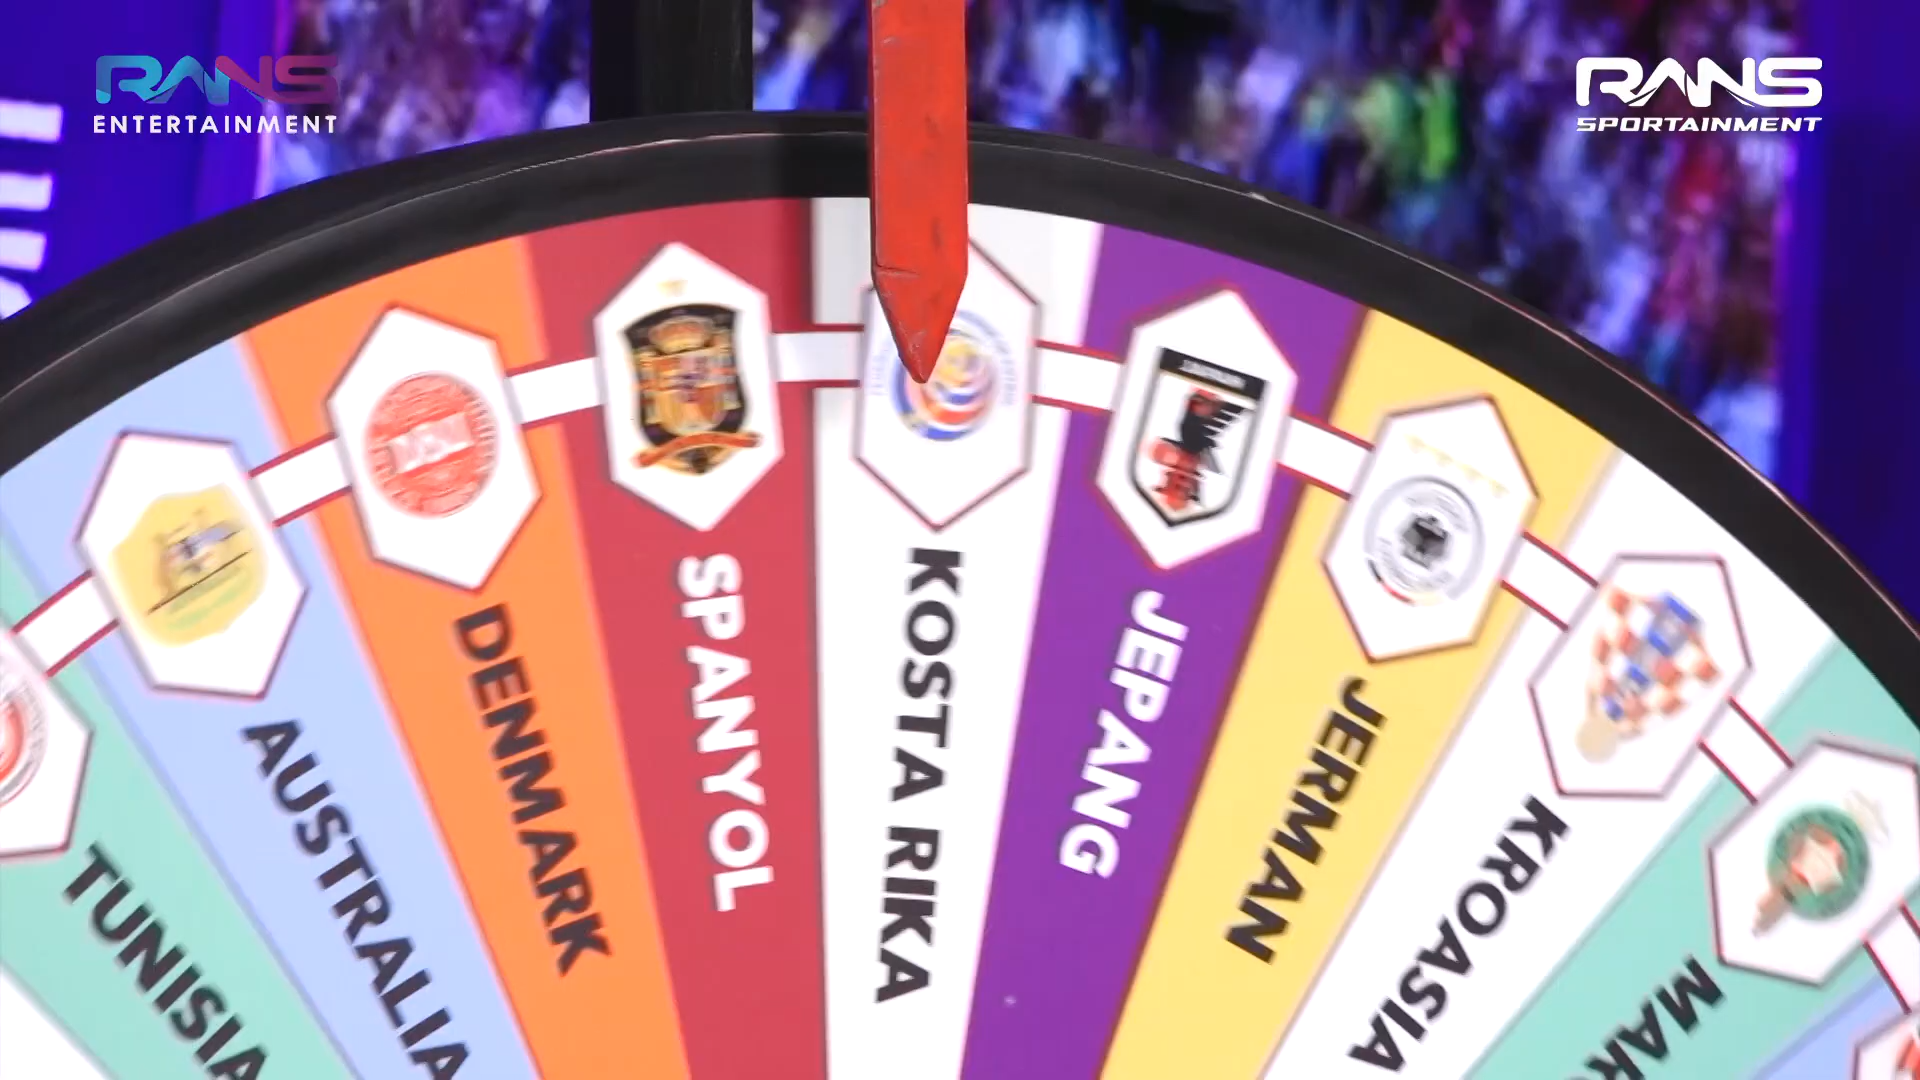 RANS
ENTERTAINMENT
RANS
SPORTAINMENT
TUNISIA
AUSTRALIA
DENMARK
SPANYOL
KOSTA RIKA
JEPANG
JERMAN
KROASIA